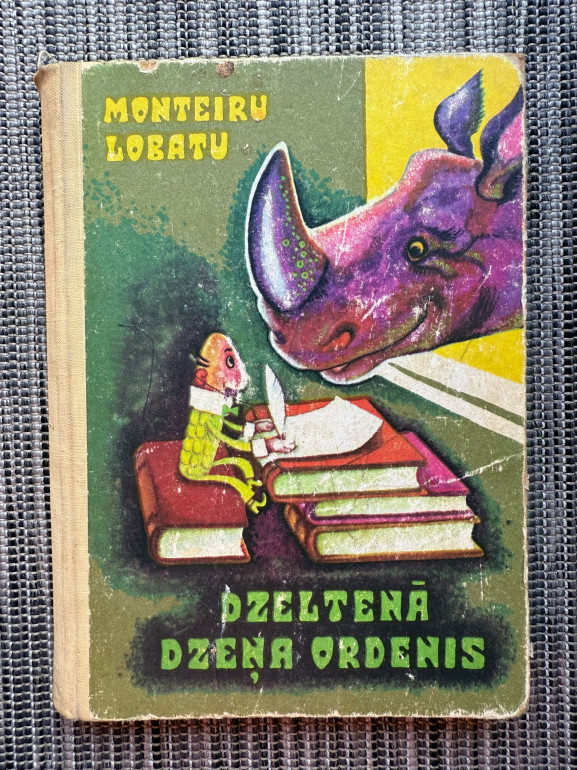 MONTEIRU
LOBATU
DZELTENĀ
DZEŅA ORDENIS